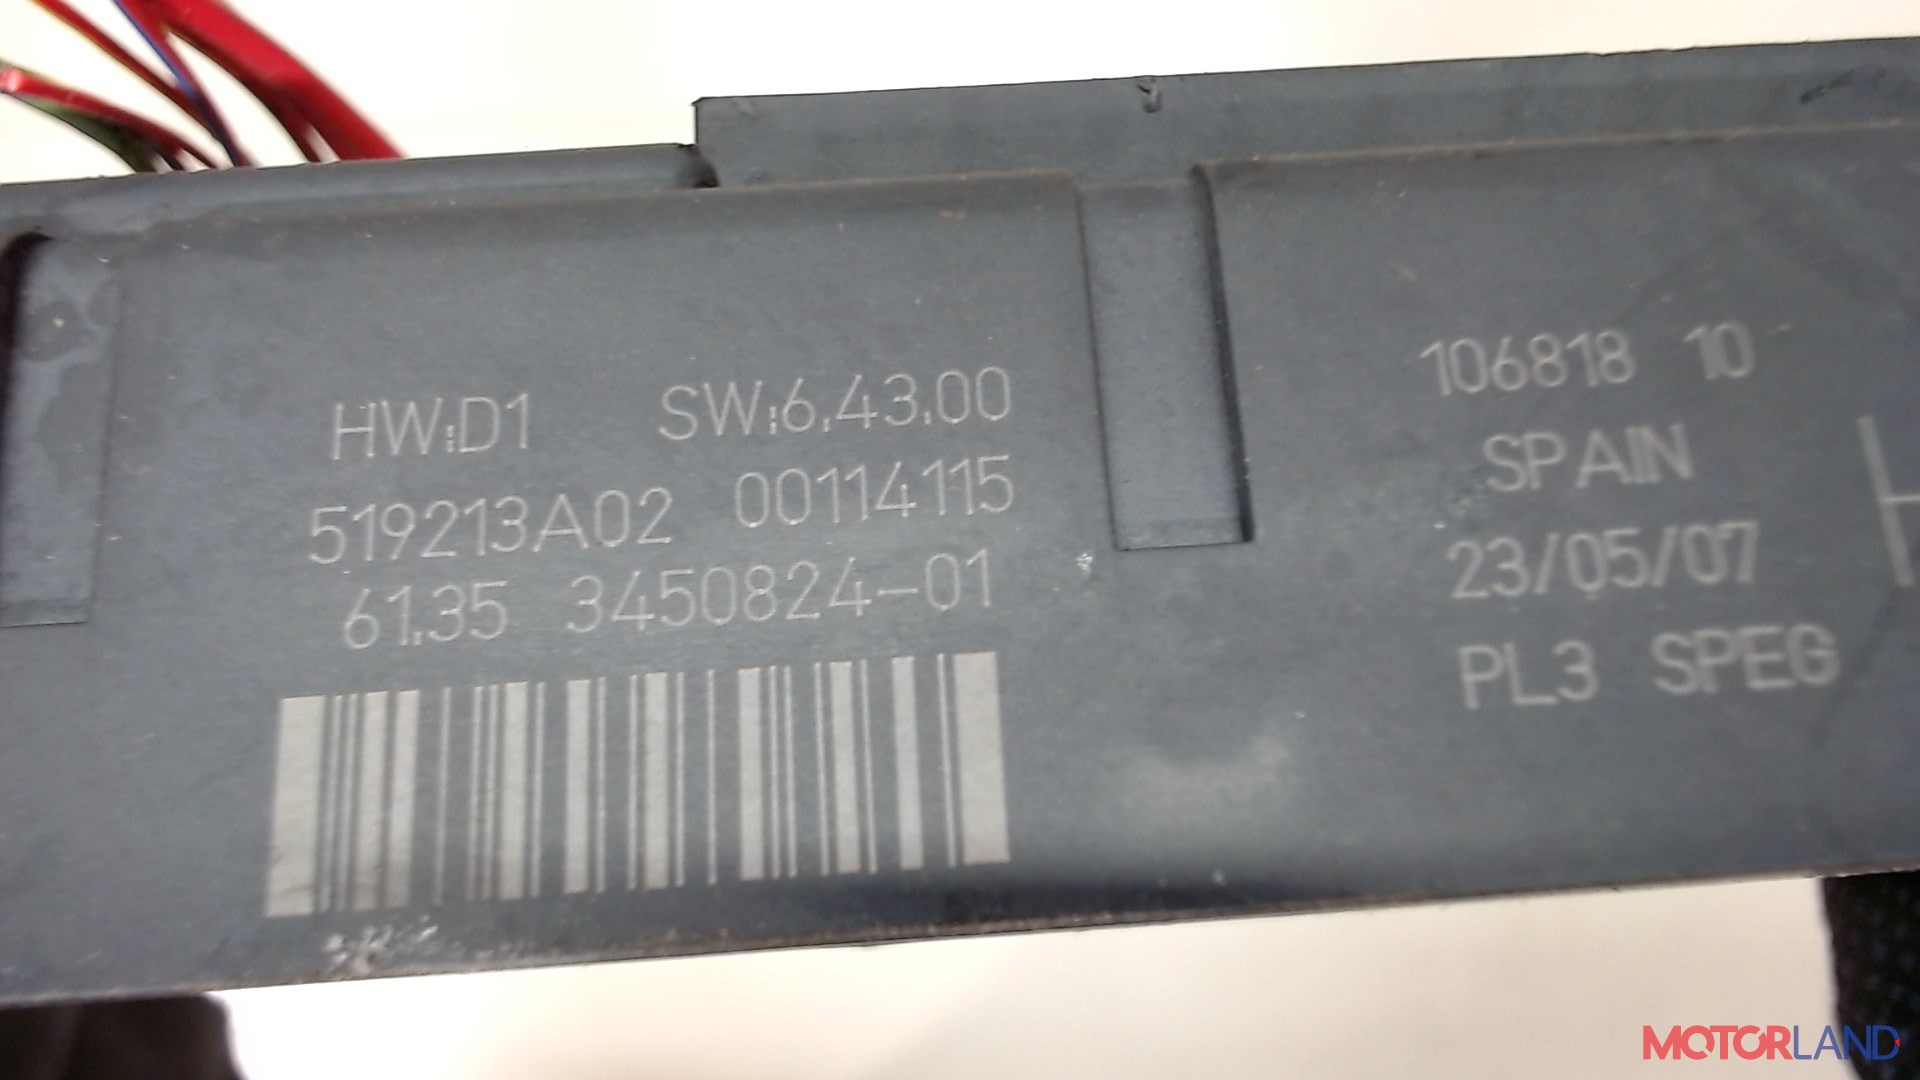 HW:D1 SW:6.43.00
519213A02 00114115
61.35 3450824-01
106818 10
SPAIN
23/05/07
PL3 SPEG
H
MOTORLAND